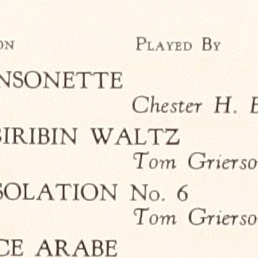 ON PLAYED BY
NSONETTE
Chester H. B
SIRIBIN WALTZ
Tom Grierso
SOLATION No. 6
Tom Grierso
CE ARABE